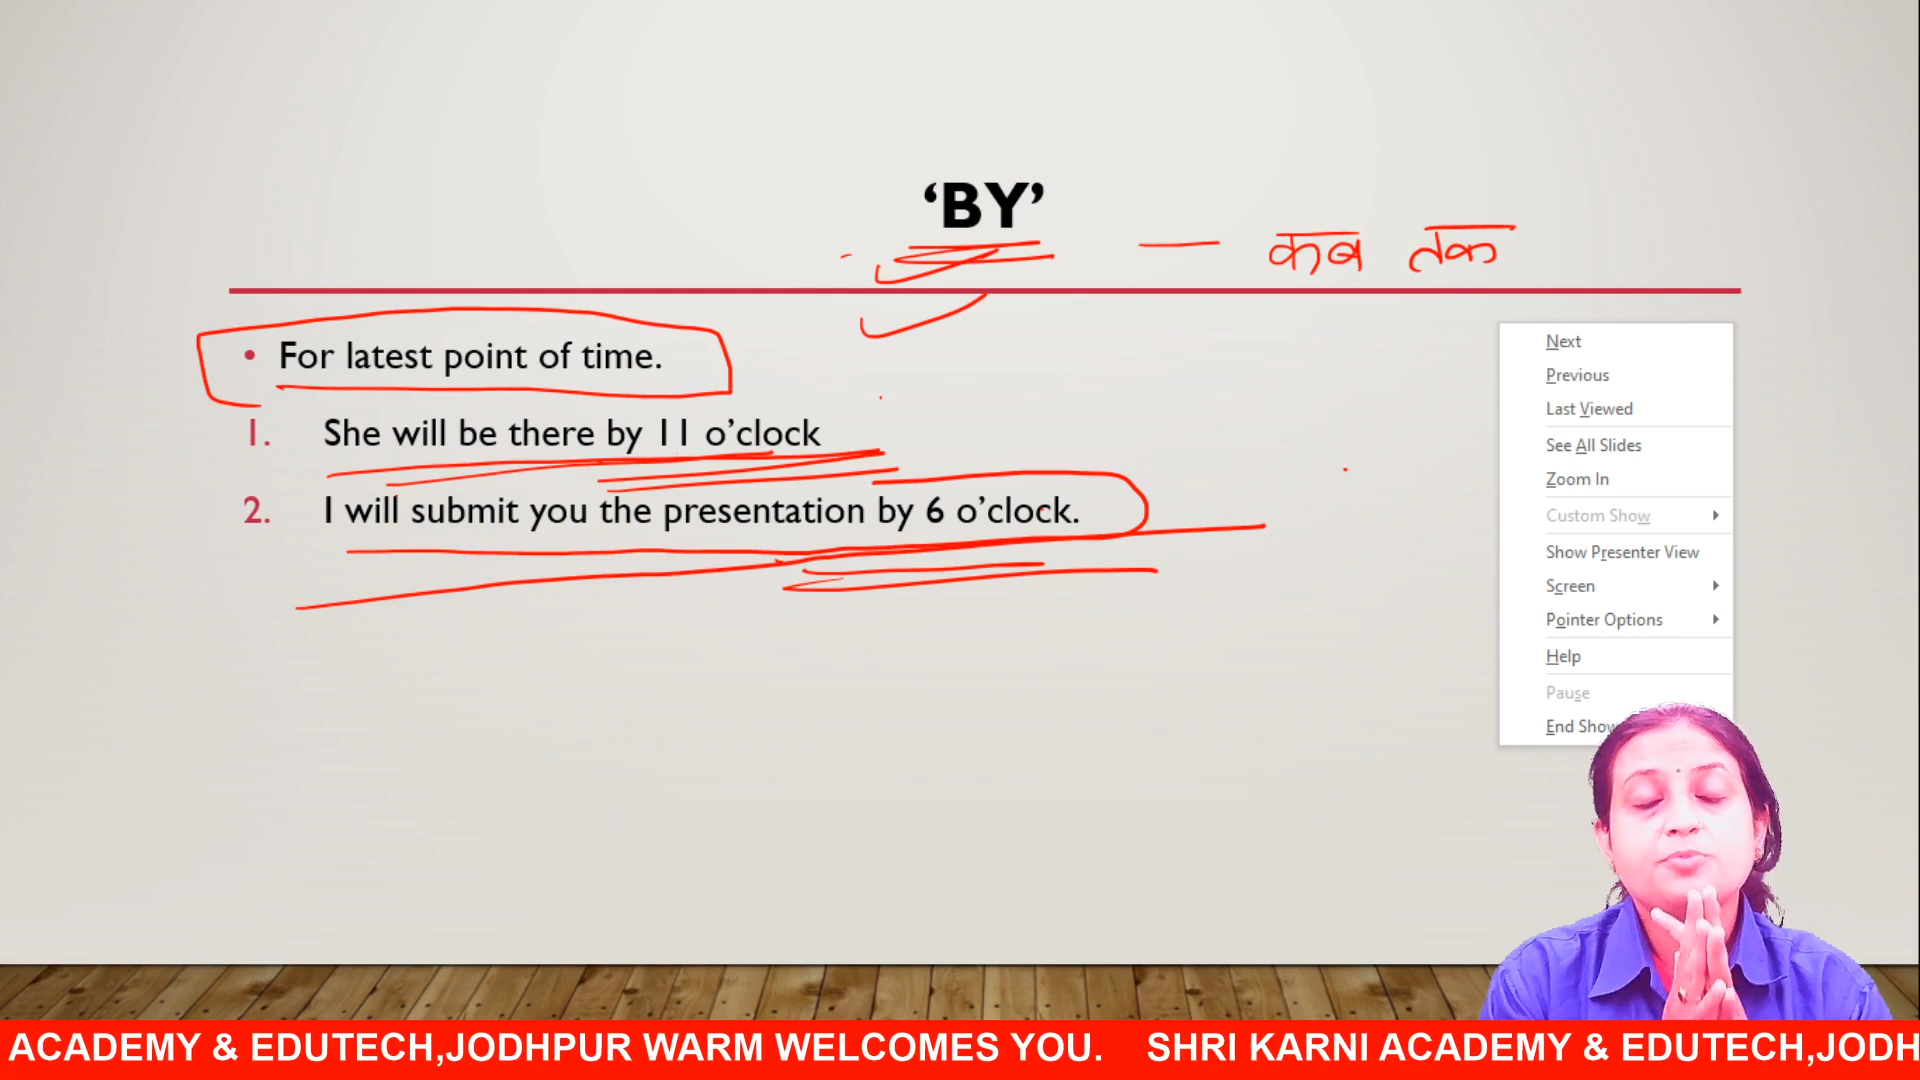 ‘BY’
— कब तक
• For latest point of time.
1. She will be there by 11 o’clock
2. I will submit you the presentation by 6 o’clock.
Next
Previous
Last Viewed
See All Slides
Zoom In
Custom Show
Show Presenter View
Screen
Pointer Options
Help
Pause
End Show
ACADEMY & EDUTECH,JODHPUR WARM WELCOMES YOU. SHRI KARNI ACADEMY & EDUTECH,JODH